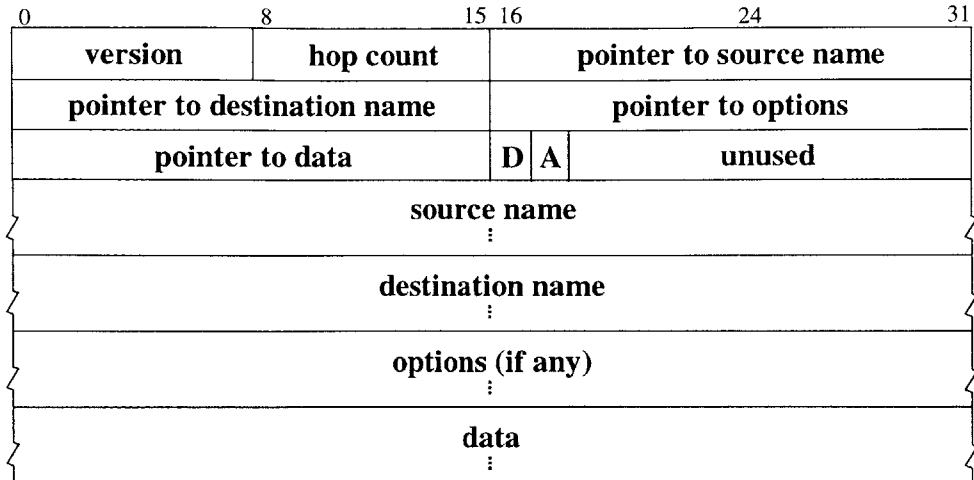 0 8 15 16 24 31
version hop count pointer to source name
pointer to destination name pointer to options
pointer to data D A unused
source name
destination name
options (if any)
data